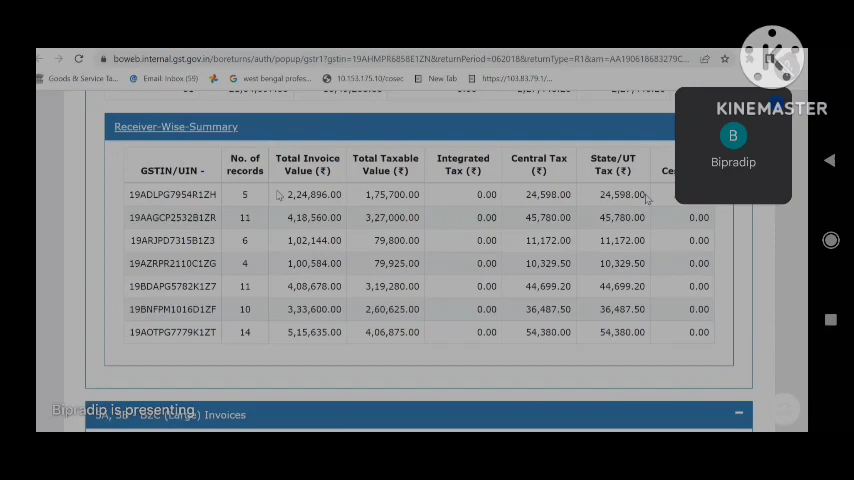 boweb.internal.gst.gov.in/boreturns/auth/popup/gstr1?gstin=19AHMPR6858E1ZN&returnPeriod=062018&returnType=R1&arn=AA190618683279C...
Goods & Service Ta... Email: Inbox (59) west bengal profes... 10.153.175.10/cosec New Tab https://103.83.79.1/...
KINEMASTER
B
Bipradip
Receiver-Wise-Summary
GSTIN/UIN No. of records Total Invoice Value (₹) Total Taxable Value (₹) Integrated Tax (₹) Central Tax (₹) State/UT Tax (₹)
19ADLPG7954R1ZH 5 2,24,896.00 1,75,700.00 0.00 24,598.00 24,598.00
19AAGCP2532B1ZR 11 4,18,560.00 3,27,000.00 0.00 45,780.00 45,780.00 0.00
19ARJPD7315B1Z3 6 1,02,144.00 79,800.00 0.00 11,172.00 11,172.00 0.00
19AZRPR2110C1ZG 4 1,00,584.00 79,925.00 0.00 10,329.50 10,329.50 0.00
19BDAPG5782K1Z7 11 4,08,678.00 3,19,280.00 0.00 44,699.20 44,699.20 0.00
19BNFPM1016D1ZF 10 3,33,600.00 2,60,625.00 0.00 36,487.50 36,487.50 0.00
19AOTPG7779K1ZT 14 5,15,635.00 4,06,875.00 0.00 54,380.00 54,380.00 0.00
Bipradip is presenting
5A, 5B - B2C (Large) Invoices